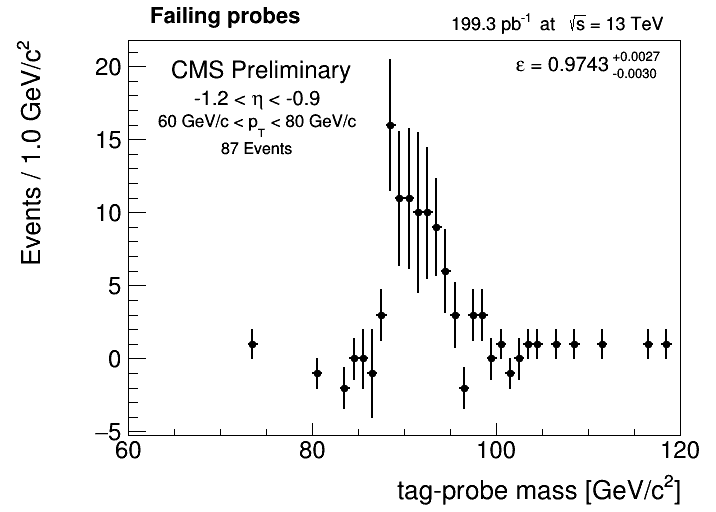 Failing probes
199.3 pb⁻¹ at √s = 13 TeV
CMS Preliminary
-1.2 < η < -0.9
60 GeV/c < p_T < 80 GeV/c
87 Events
ε = 0.9743 +0.0027 -0.0030
Events / 1.0 GeV/c²
20
15
10
5
0
−5
60 80 100 120
tag-probe mass [GeV/c²]